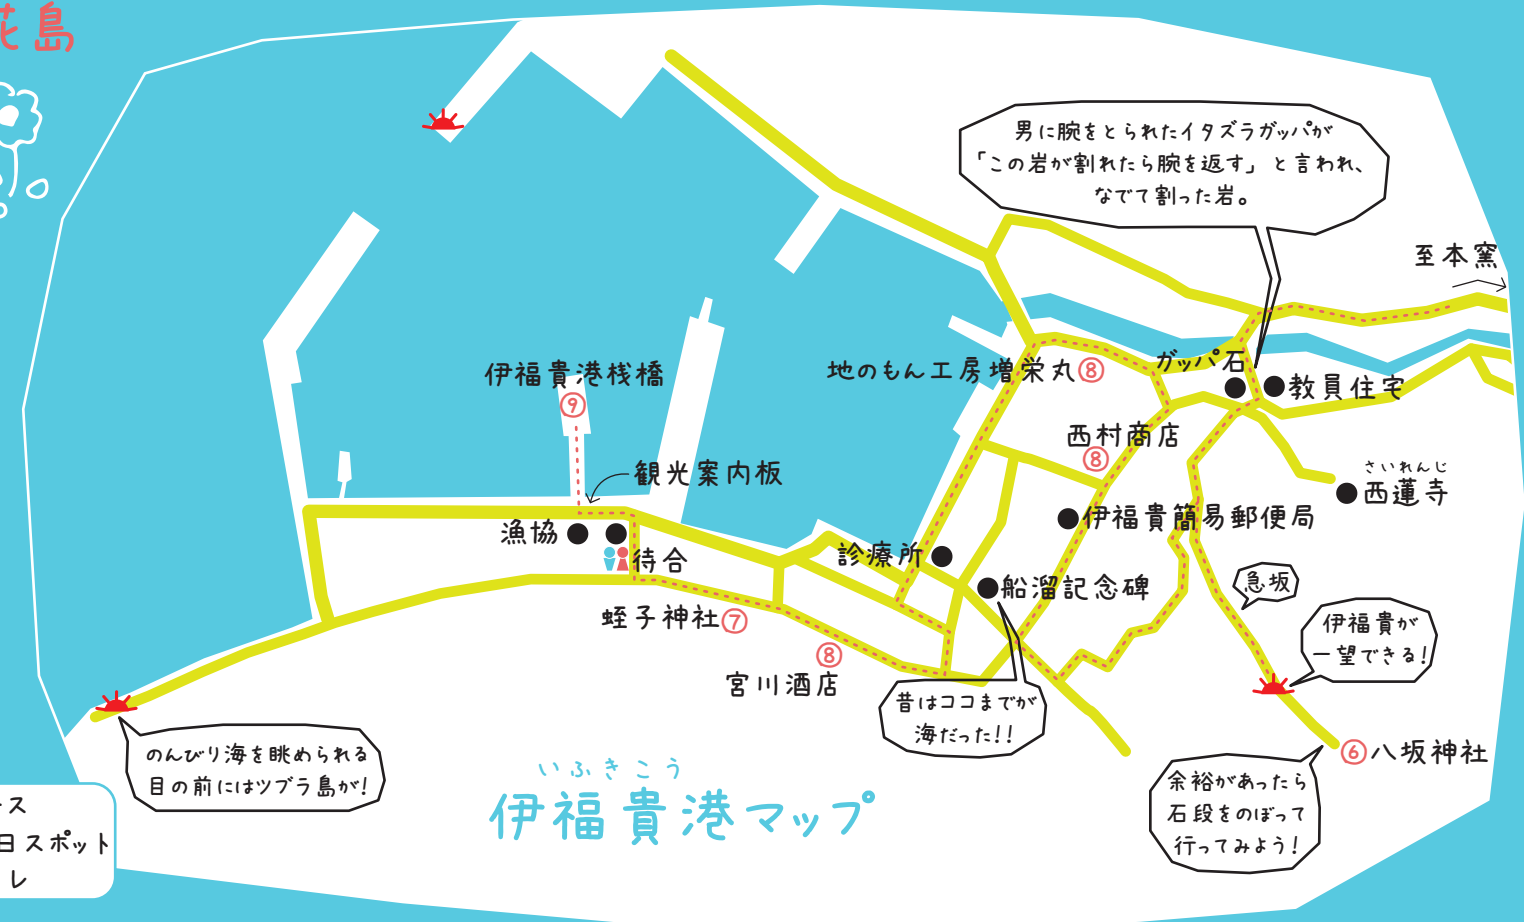 花島
男に腕をとられたイタズラガッパが
「この岩が割れたら腕を返す」と言われ、
なでて割った岩。
至本窯
伊福貴港桟橋
⑨
地のもん工房増栄丸⑧
ガッパ石
教員住宅
西村商店
⑧
観光案内板
さいれんじ
西蓮寺
漁協
待合
診療所
伊福貴簡易郵便局
船溜記念碑
急坂
蛭子神社⑦
伊福貴が
一望できる!
⑧
宮川酒店
昔はココまでが
海だった!!
のんびり海を眺められる
目の前にはツブラ島が!
⑥八坂神社
余裕があったら
石段をのぼって
行ってみよう!
いふきこう
伊福貴港マップ
ース
日スポット
レ